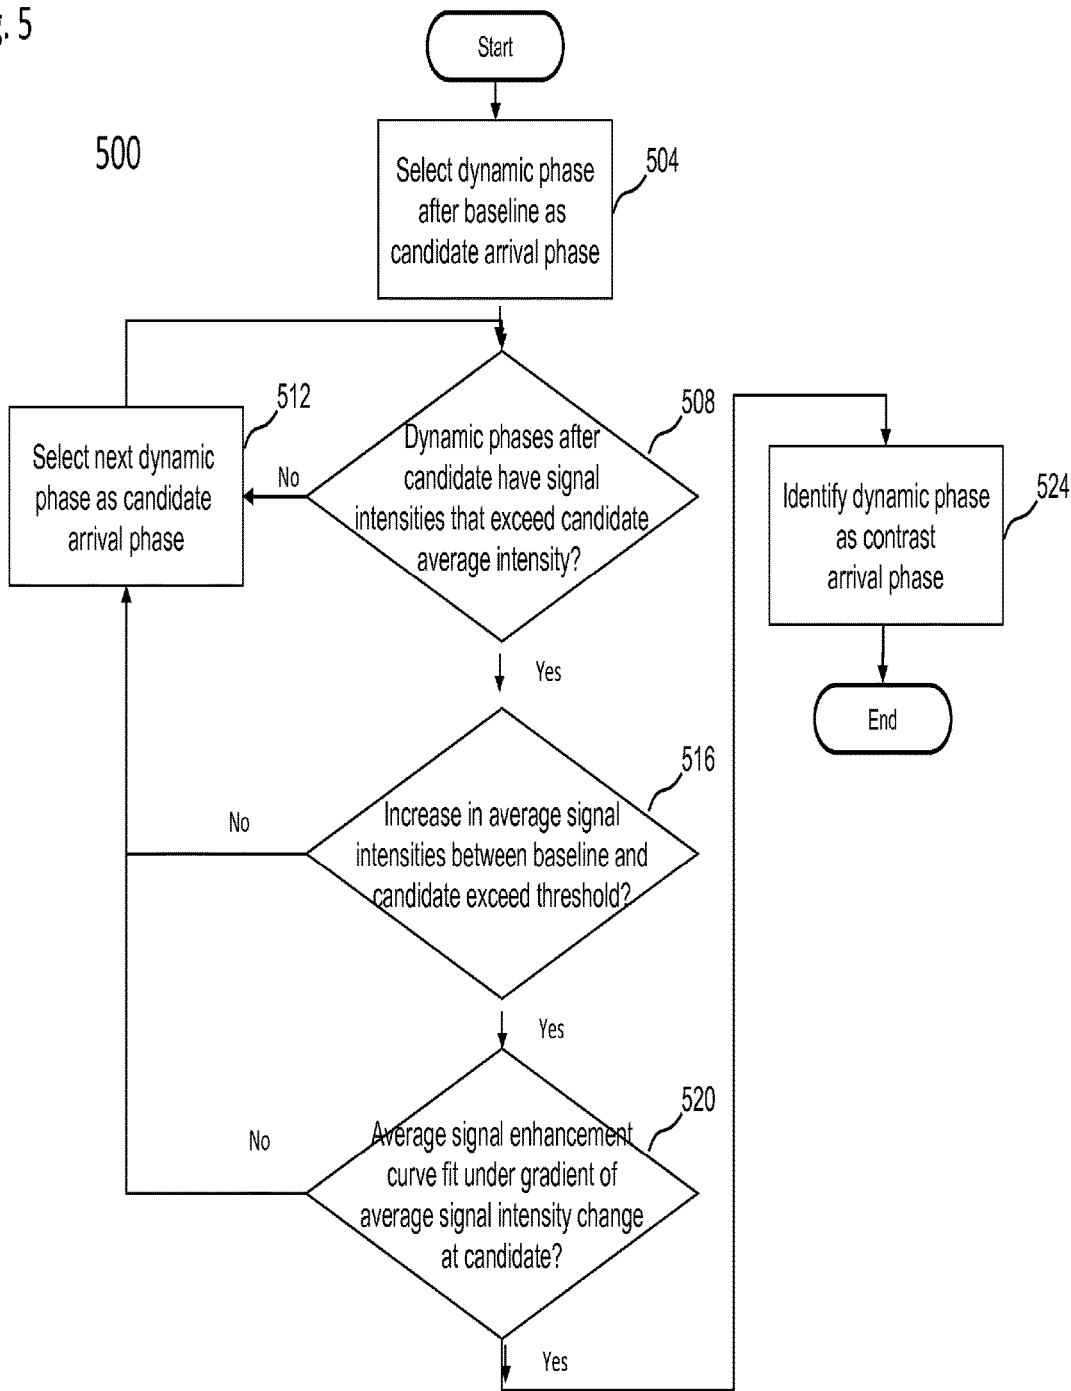 . 5
Start
500
Select dynamic phase
after baseline as
candidate arrival phase
504
512
Select next dynamic
phase as candidate
arrival phase
No
Dynamic phases after
candidate have signal
intensities that exceed candidate
average intensity?
508
Identify dynamic phase
as contrast
arrival phase
524
Yes
End
516
Increase in average signal
intensities between baseline and
candidate exceed threshold?
No
Yes
520
Average signal enhancement
curve fit under gradient of
average signal intensity change
at candidate?
No
Yes